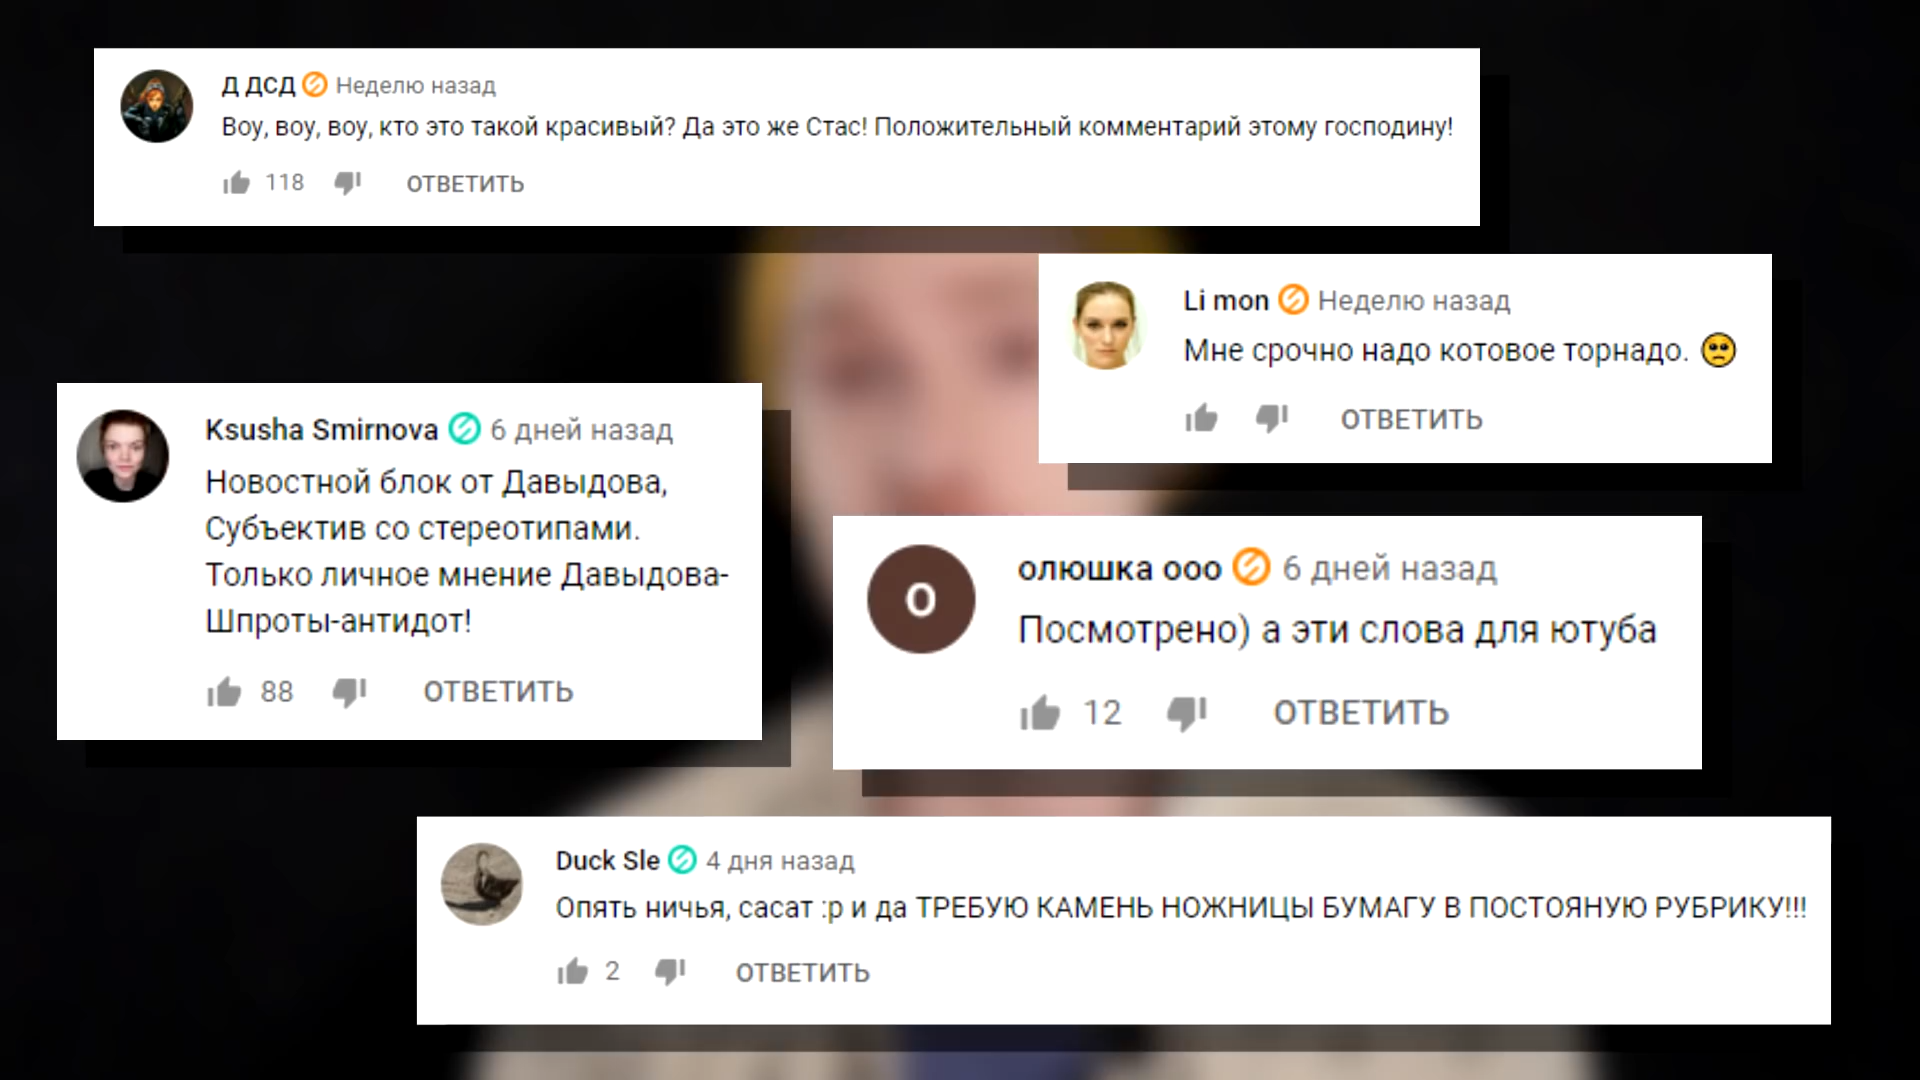 Д ДСД Неделю назад
Воу, воу, воу, кто это такой красивый? Да это же Стас! Положительный комментарий этому господину!
118 ОТВЕТИТЬ
Li mon Неделю назад
Мне срочно надо котовое торнадо. 🥺
ОТВЕТИТЬ
Ksusha Smirnova 6 дней назад
Новостной блок от Давыдова,
Субъектив со стереотипами.
Только личное мнение Давыдова-
Шпроты-антидот!
88 ОТВЕТИТЬ
О
олюшка ооо 6 дней назад
Посмотрено) а эти слова для ютуба
12 ОТВЕТИТЬ
Duck Sle 4 дня назад
Опять ничья, сасат :р и да ТРЕБУЮ КАМЕНЬ НОЖНИЦЫ БУМАГУ В ПОСТОЯНУЮ РУБРИКУ!!!
2 ОТВЕТИТЬ